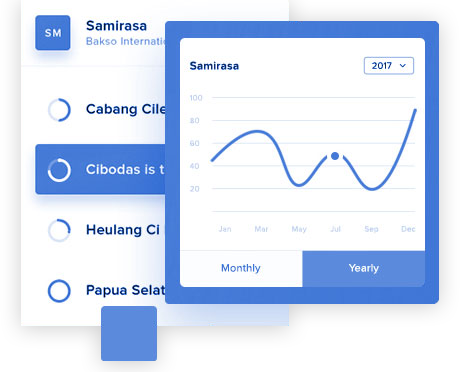 SM
Samirasa
Bakso Internati
Cabang Cile
Cibodas is t
Heulang Ci
Papua Selat
Samirasa
2017
100
80
60
40
20
Jan Mar May Jul Sep Dec
Monthly Yearly